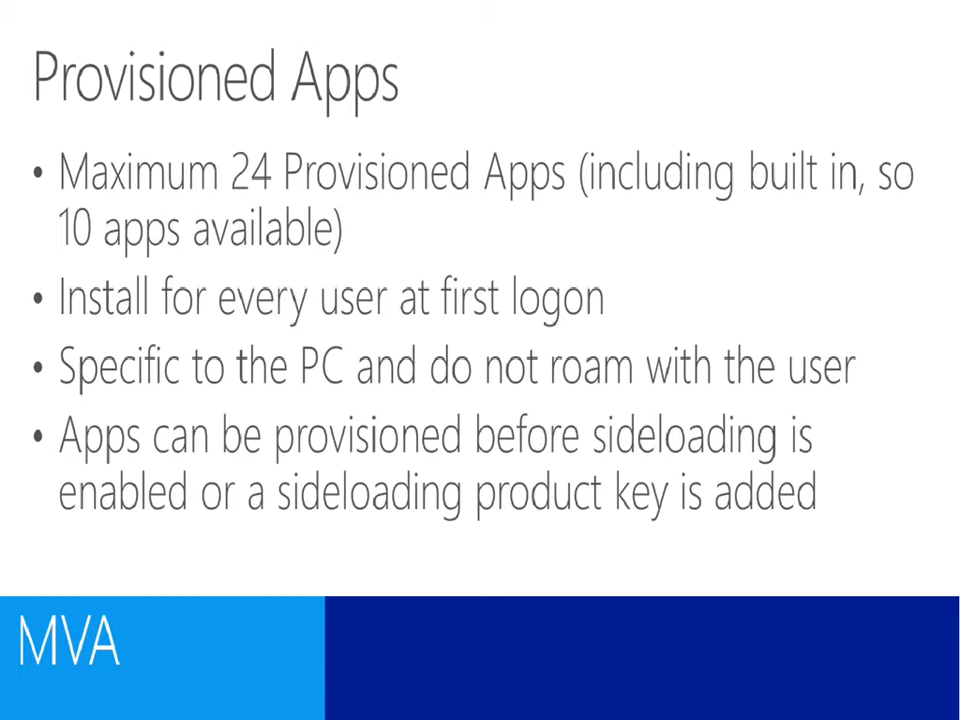 Provisioned Apps
• Maximum 24 Provisioned Apps (including built in, so
10 apps available)
• Install for every user at first logon
• Specific to the PC and do not roam with the user
• Apps can be provisioned before sideloading is
enabled or a sideloading product key is added
MVA